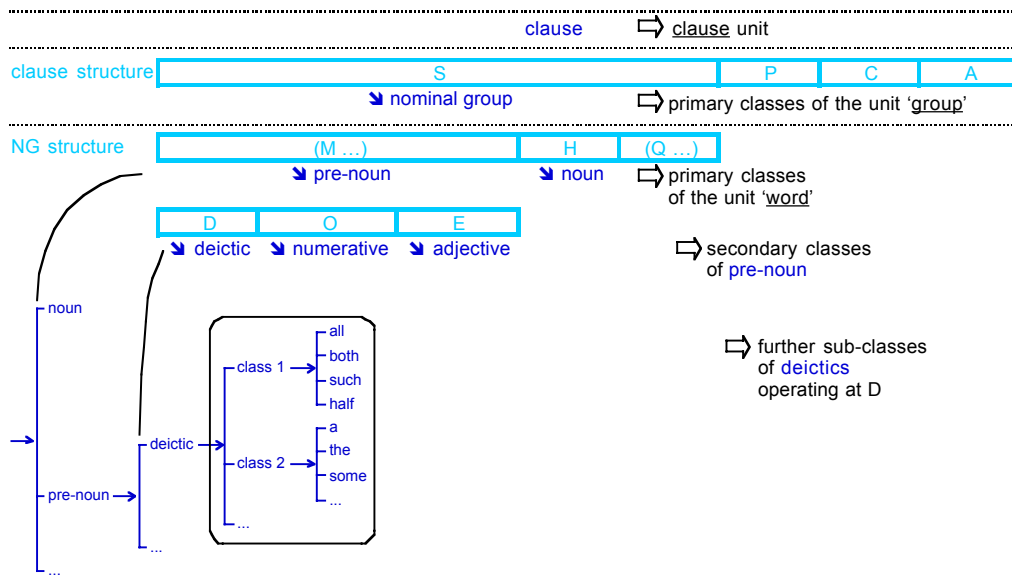 clause ⇨ clause unit
clause structure S P C A
nominal group ⇨ primary classes of the unit ‘group’
NG structure (M ...) H (Q ...)
pre-noun noun ⇨ primary classes
of the unit ‘word’
D O E
deictic numerative adjective ⇨ secondary classes
of pre-noun
noun
all
class 1 both
such
half
⇨ further sub-classes
of deictics
operating at D
a
deictic the
class 2 some
...
pre-noun
...
...
...